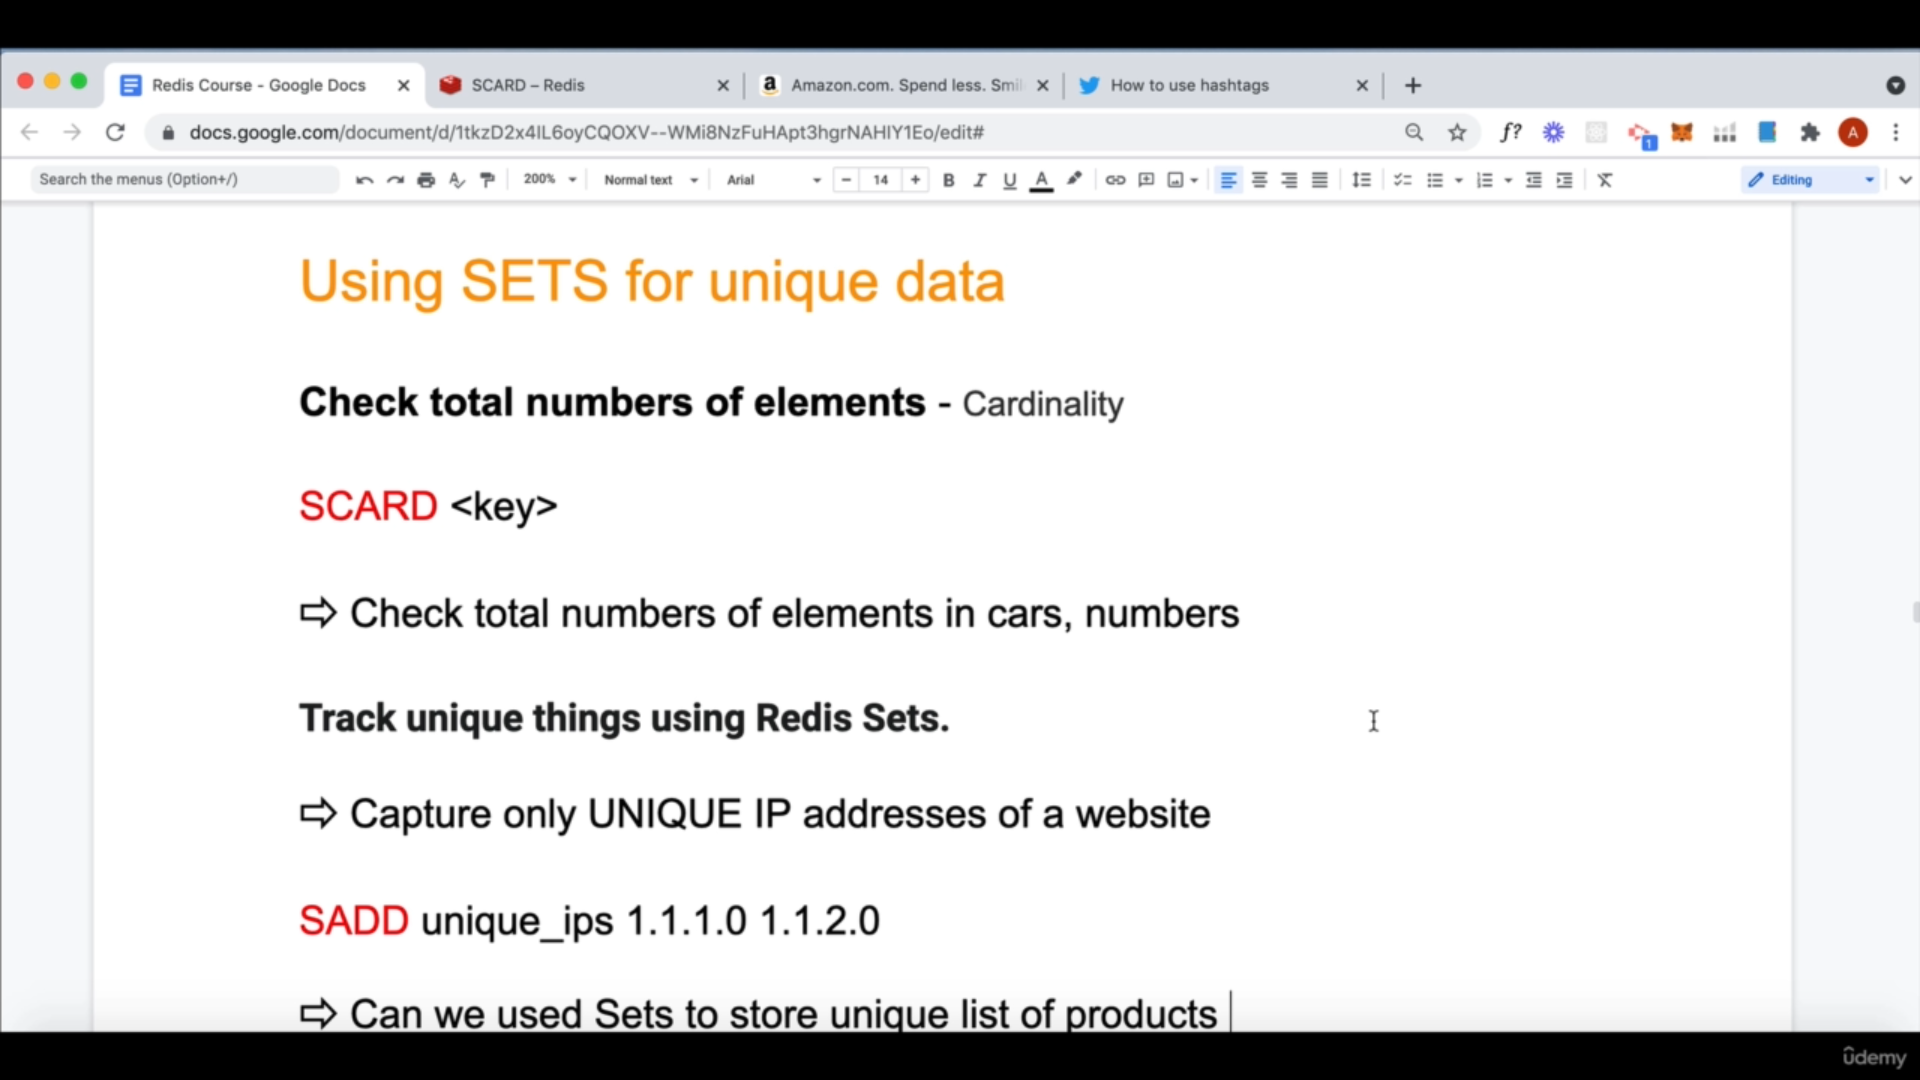 Redis Course - Google Docs
SCARD – Redis
Amazon.com. Spend less. Smil
How to use hashtags
docs.google.com/document/d/1tkzD2x4IL6oyCQOXV--WMi8NzFuHApt3hgrNAHIY1Eo/edit#
f?
1
A
Search the menus (Option+/)
200%
Normal text
Arial
14
B I U A
Editing
Using SETS for unique data
Check total numbers of elements - Cardinality
SCARD <key>
⇨ Check total numbers of elements in cars, numbers
Track unique things using Redis Sets.
⇨ Capture only UNIQUE IP addresses of a website
SADD unique_ips 1.1.1.0 1.1.2.0
⇨ Can we used Sets to store unique list of products
ûdemy